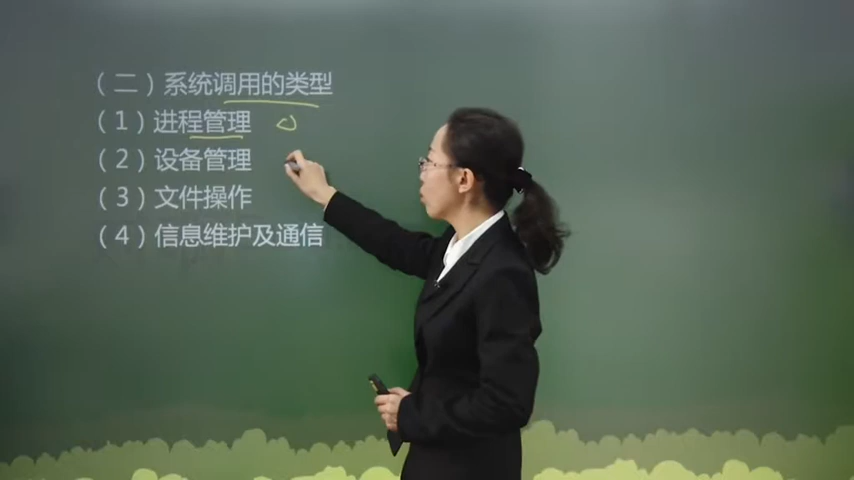 （二）系统调用的类型
（1）进程管理
（2）设备管理
（3）文件操作
（4）信息维护及通信